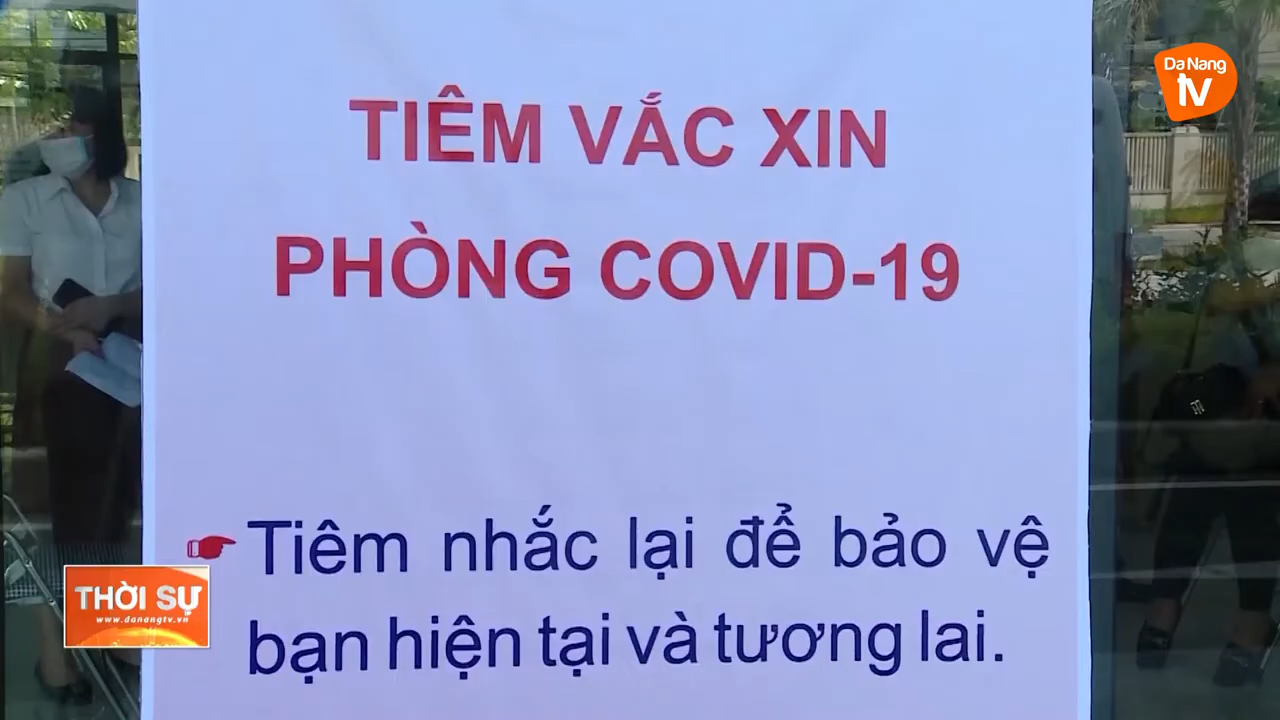 Da Nang
tv
TIÊM VẮC XIN
PHÒNG COVID-19
Tiêm nhắc lại để bảo vệ
bạn hiện tại và tương lai.
THỜI SỰ
www.danangtv.vn